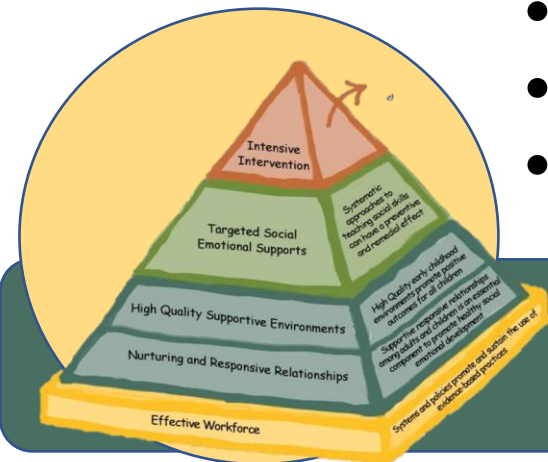 Intensive
Intervention
Systematic
approaches to
teaching social skills
can have a preventive
and remedial effect
Targeted Social
Emotional Supports
High Quality early childhood
environments promote positive
outcomes for all children
High Quality Supportive Environments
Supportive responsive relationships
among adults and children is an essential
component to promote healthy social
emotional development
Nurturing and Responsive Relationships
Systems and policies promote and sustain the use of
evidence-based practices
Effective Workforce